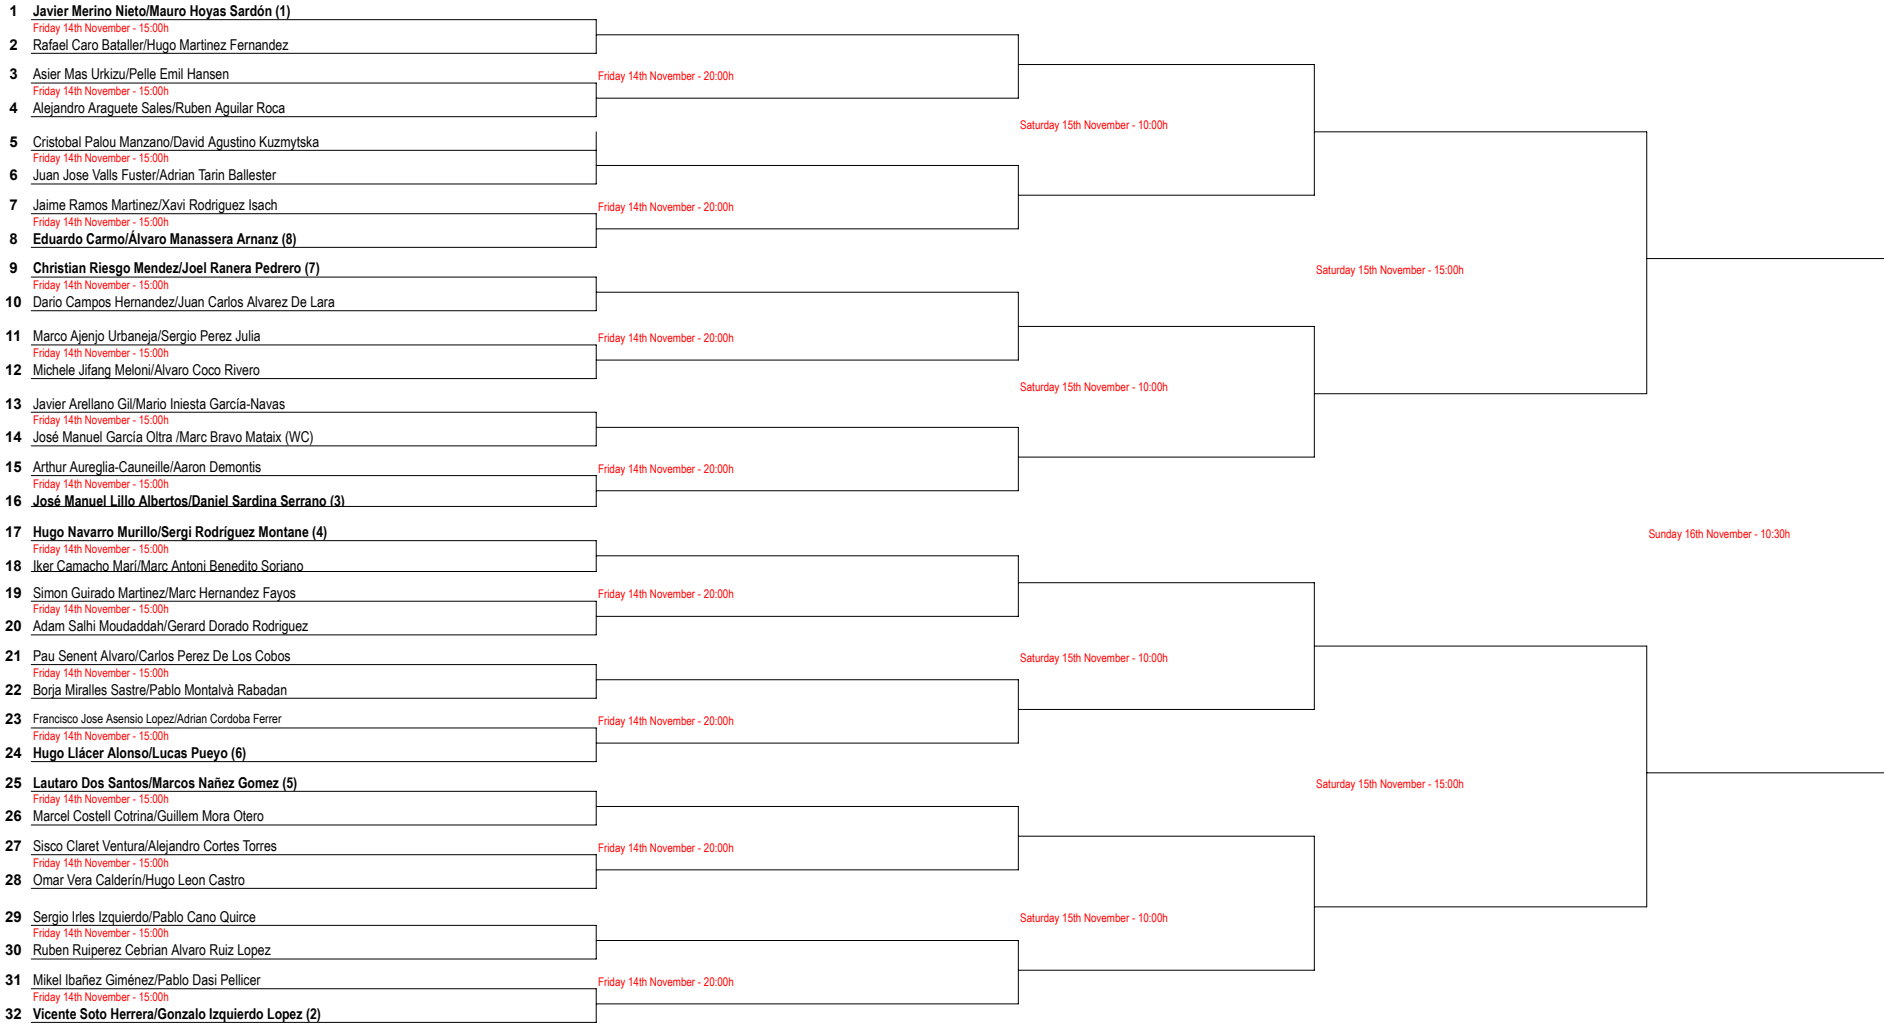 1 Javier Merino Nieto/Mauro Hoyas Sardón (1)
Friday 14th November - 15:00h
2 Rafael Caro Bataller/Hugo Martinez Fernandez
3 Asier Mas Urkizu/Pelle Emil Hansen
Friday 14th November - 20:00h
Friday 14th November - 15:00h
4 Alejandro Araguete Sales/Ruben Aguilar Roca
Saturday 15th November - 10:00h
5 Cristobal Palou Manzano/David Agustino Kuzmytska
Friday 14th November - 15:00h
6 Juan Jose Valls Fuster/Adrian Tarin Ballester
7 Jaime Ramos Martinez/Xavi Rodriguez Isach
Friday 14th November - 20:00h
Friday 14th November - 15:00h
8 Eduardo Carmo/Álvaro Manassera Arnanz (8)
9 Christian Riesgo Mendez/Joel Ranera Pedrero (7)
Saturday 15th November - 15:00h
Friday 14th November - 15:00h
10 Dario Campos Hernandez/Juan Carlos Alvarez De Lara
11 Marco Ajenjo Urbaneja/Sergio Perez Julia
Friday 14th November - 20:00h
Friday 14th November - 15:00h
12 Michele Jifang Meloni/Alvaro Coco Rivero
Saturday 15th November - 10:00h
13 Javier Arellano Gil/Mario Iniesta García-Navas
Friday 14th November - 15:00h
14 José Manuel García Oltra /Marc Bravo Mataix (WC)
15 Arthur Aureglia-Cauneille/Aaron Demontis
Friday 14th November - 20:00h
Friday 14th November - 15:00h
16 José Manuel Lillo Albertos/Daniel Sardina Serrano (3)
17 Hugo Navarro Murillo/Sergi Rodríguez Montane (4)
Sunday 16th November - 10:30h
Friday 14th November - 15:00h
18 Iker Camacho Marí/Marc Antoni Benedito Soriano
19 Simon Guirado Martinez/Marc Hernandez Fayos
Friday 14th November - 20:00h
Friday 14th November - 15:00h
20 Adam Salhi Moudaddah/Gerard Dorado Rodriguez
21 Pau Senent Alvaro/Carlos Perez De Los Cobos
Saturday 15th November - 10:00h
Friday 14th November - 15:00h
22 Borja Miralles Sastre/Pablo Montalvà Rabadan
23 Francisco Jose Asensio Lopez/Adrian Cordoba Ferrer
Friday 14th November - 20:00h
Friday 14th November - 15:00h
24 Hugo Llácer Alonso/Lucas Pueyo (6)
25 Lautaro Dos Santos/Marcos Nañez Gomez (5)
Saturday 15th November - 15:00h
Friday 14th November - 15:00h
26 Marcel Costell Cotrina/Guillem Mora Otero
27 Sisco Claret Ventura/Alejandro Cortes Torres
Friday 14th November - 20:00h
Friday 14th November - 15:00h
28 Omar Vera Calderín/Hugo Leon Castro
29 Sergio Irles Izquierdo/Pablo Cano Quirce
Saturday 15th November - 10:00h
Friday 14th November - 15:00h
30 Ruben Ruiperez Cebrian Alvaro Ruiz Lopez
31 Mikel Ibañez Giménez/Pablo Dasi Pellicer
Friday 14th November - 20:00h
Friday 14th November - 15:00h
32 Vicente Soto Herrera/Gonzalo Izquierdo Lopez (2)